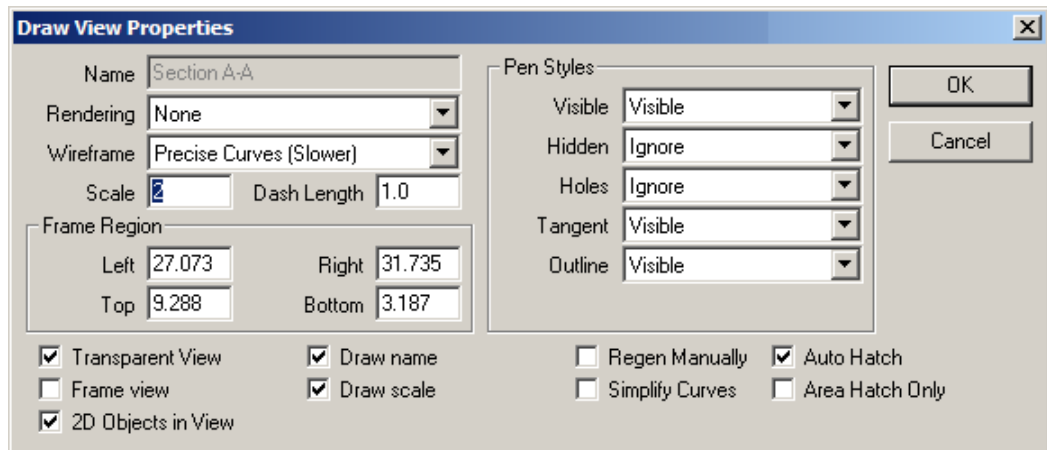 Draw View Properties
Name Section A-A
Rendering None
Wireframe Precise Curves (Slower)
Scale 2 Dash Length 1.0
Frame Region
Left 27.073 Right 31.735
Top 9.288 Bottom 3.187
Pen Styles
Visible Visible
Hidden Ignore
Holes Ignore
Tangent Visible
Outline Visible
OK
Cancel
Transparent View Draw name Regen Manually Auto Hatch
Frame view Draw scale Simplify Curves Area Hatch Only
2D Objects in View